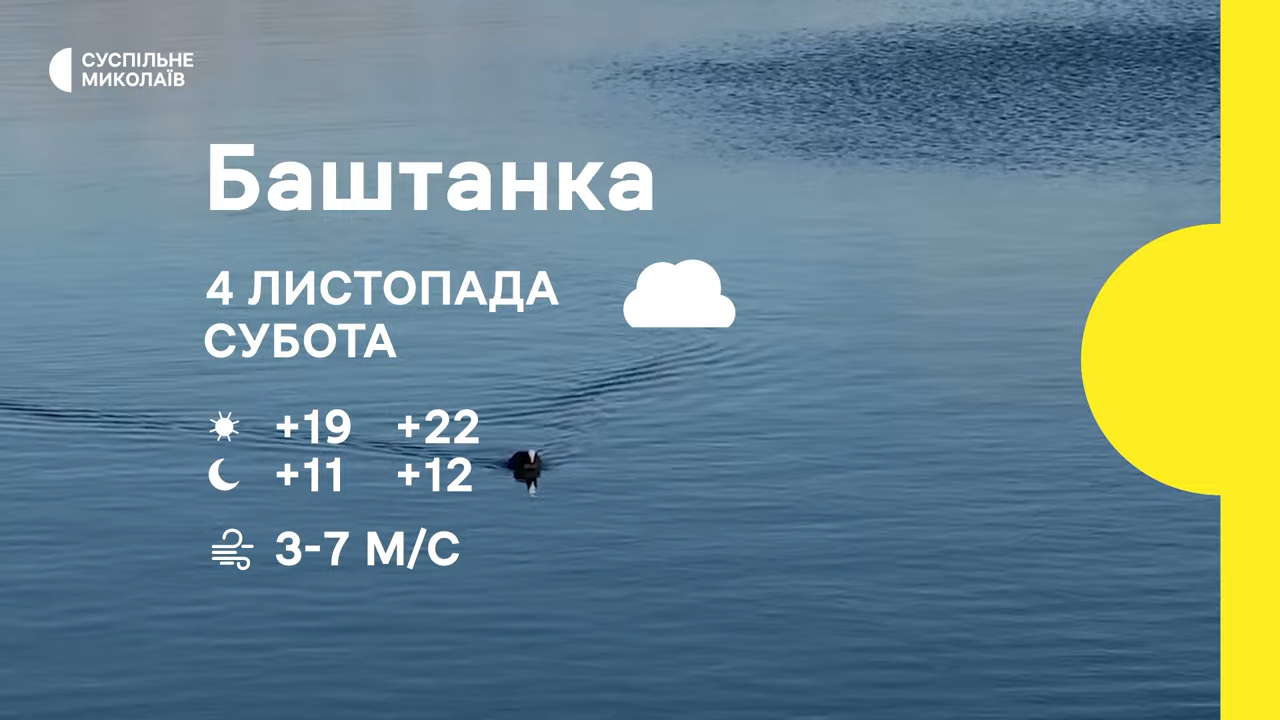 СУСПІЛЬНЕ
МИКОЛАЇВ
Баштанка
4 ЛИСТОПАДА
СУБОТА
+19 +22
+11 +12
3-7 М/С